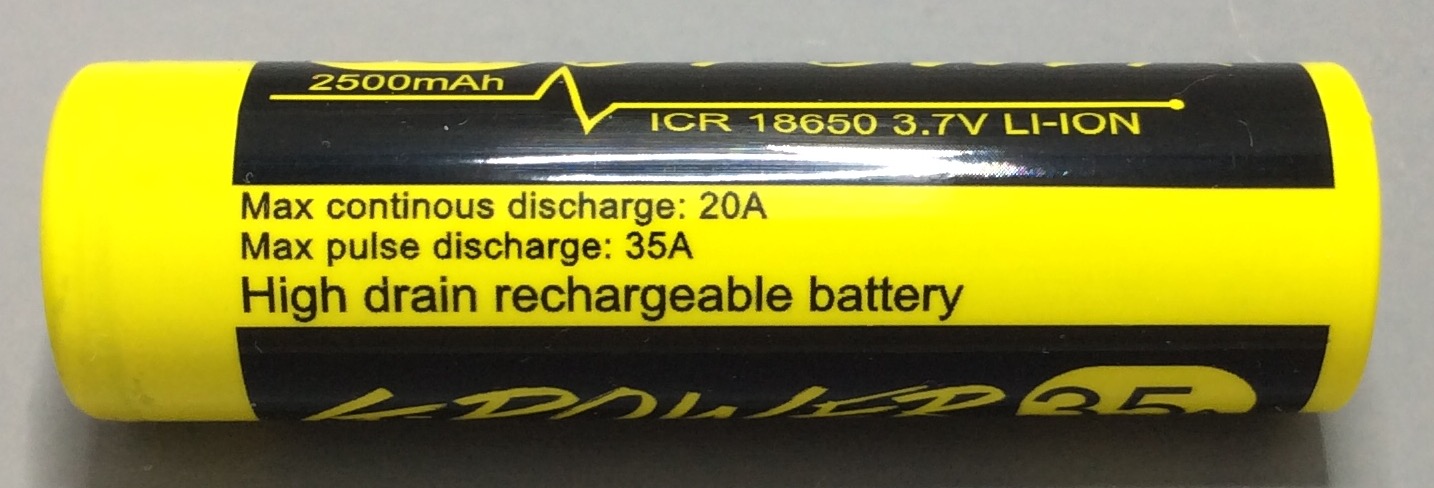 2500mAh
ICR 18650 3.7V LI-ION
Max continous discharge: 20A
Max pulse discharge: 35A
High drain rechargeable battery
35